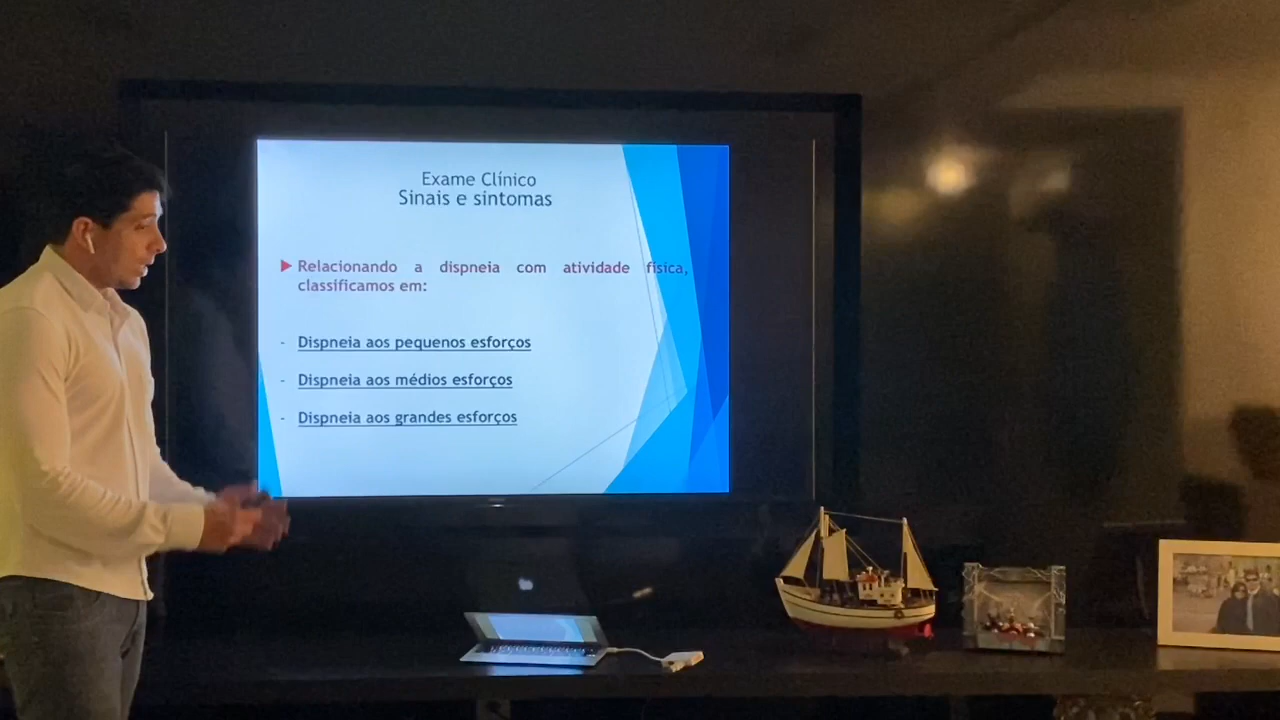 Exame Clínico
Sinais e sintomas
Relacionando a dispneia com atividade física,
classificamos em:
- Dispneia aos pequenos esforços
- Dispneia aos médios esforços
- Dispneia aos grandes esforços